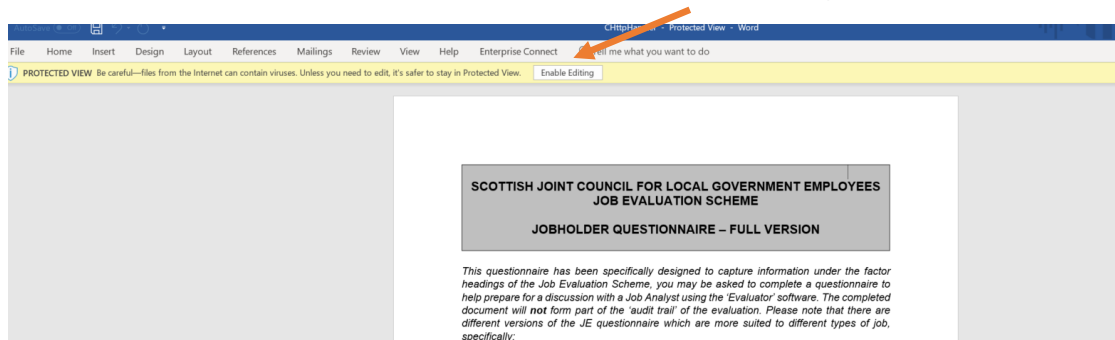 AutoSave Off
CHttpHandler - Protected View - Word
File Home Insert Design Layout References Mailings Review View Help Enterprise Connect Tell me what you want to do
PROTECTED VIEW Be careful—files from the Internet can contain viruses. Unless you need to edit, it's safer to stay in Protected View. Enable Editing
SCOTTISH JOINT COUNCIL FOR LOCAL GOVERNMENT EMPLOYEES
JOB EVALUATION SCHEME
JOBHOLDER QUESTIONNAIRE – FULL VERSION
This questionnaire has been specifically designed to capture information under the factor
headings of the Job Evaluation Scheme, you may be asked to complete a questionnaire to
help prepare for a discussion with a Job Analyst using the 'Evaluator' software. The completed
document will not form part of the 'audit trail' of the evaluation. Please note that there are
different versions of the JE questionnaire which are more suited to different types of job,
specifically: